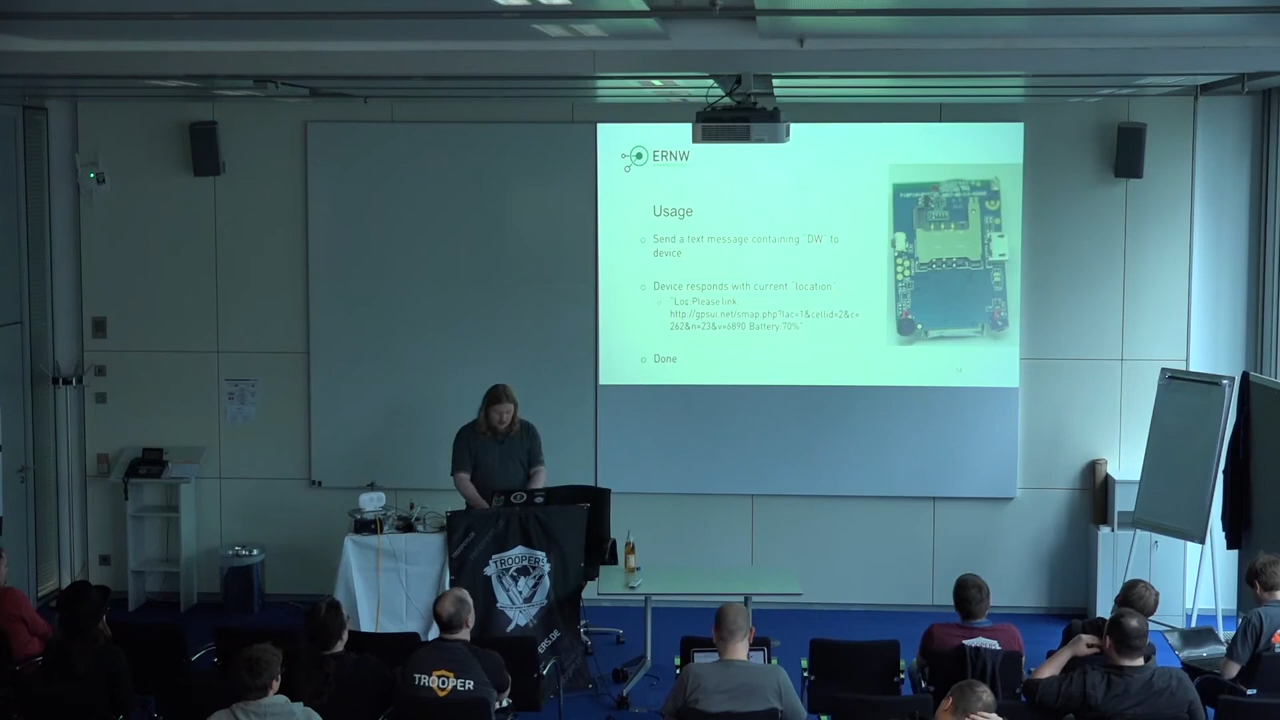 ERNW
Usage
Send a text message containing "DW" to
device
Device responds with current "location"
"Loc:Please link:
http://gpsui.net/smap.php?lac=1&cellid=2&c=
262&n=23&v=6890 Battery:70%"
Done
14
TROOPERS
TROOPER